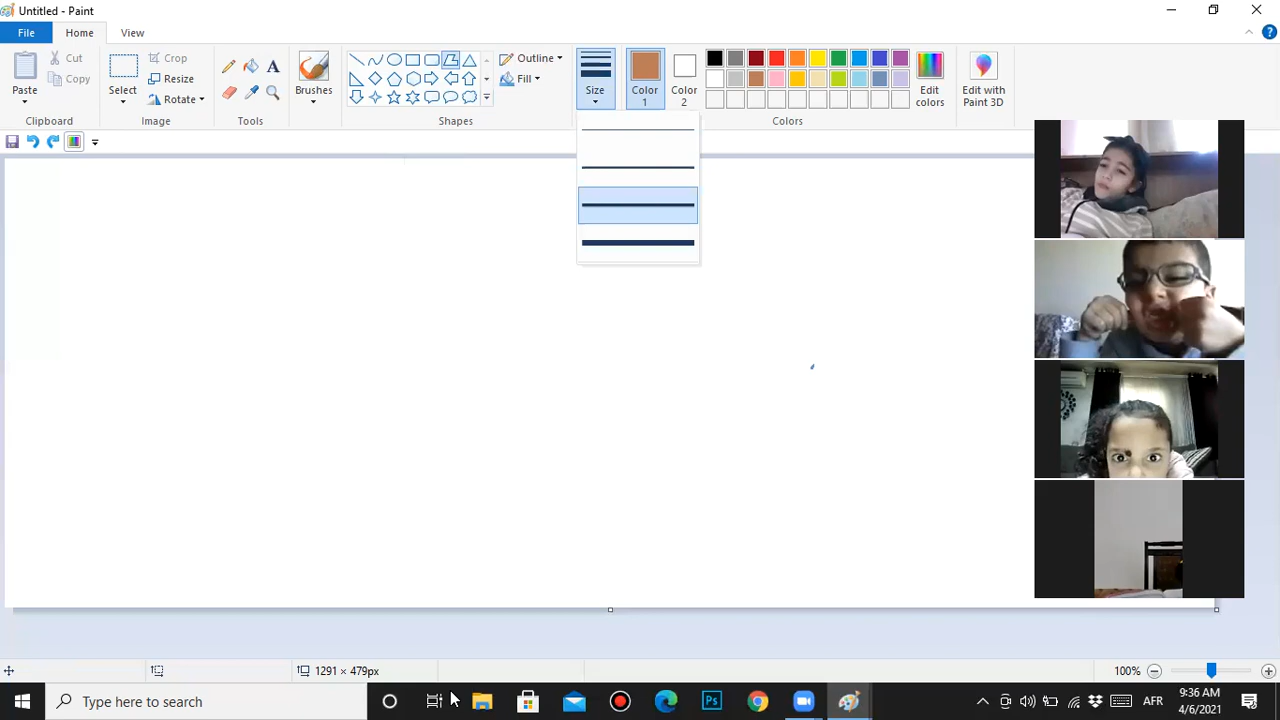 Untitled - Paint
File Home View
Paste
Cut
Copy
Clipboard
Select
Crop
Resize
Rotate
Image
A
Tools
Brushes
Outline
Fill
Shapes
Size
Color 1
Color 2
Edit colors
Colors
Edit with Paint 3D
1291 × 479px
100%
Type here to search
Ps
AFR
9:36 AM
4/6/2021